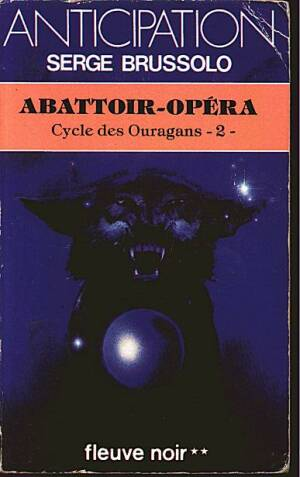 ANTICIPATION
SERGE BRUSSOLO
ABATTOIR-OPÉRA
Cycle des Ouragans -2-
fleuve noir**